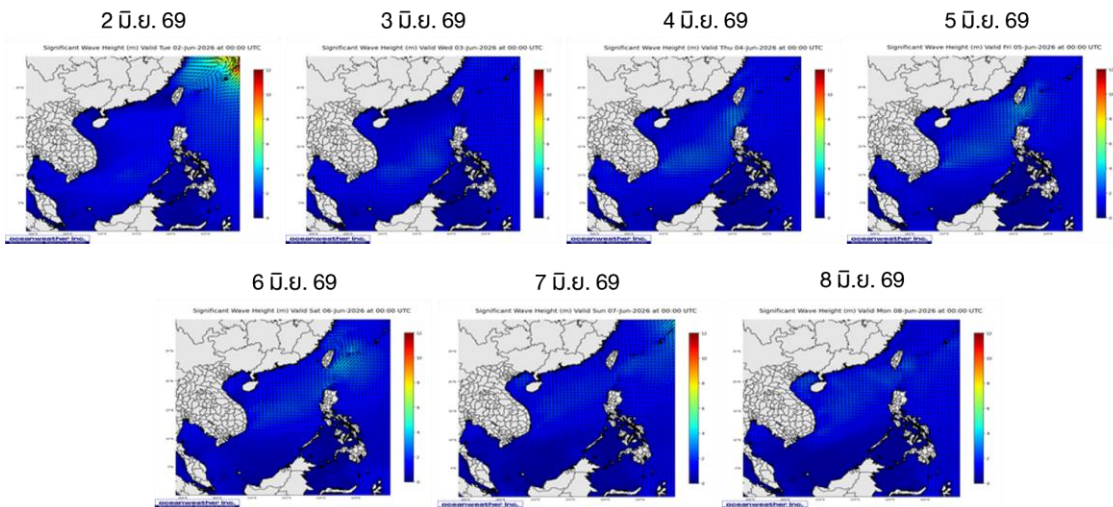 2 มิ.ย. 69
3 มิ.ย. 69
4 มิ.ย. 69
5 มิ.ย. 69
Significant Wave Height (m) Valid Tue 02-Jun-2026 at 00:00 UTC
Significant Wave Height (m) Valid Wed 03-Jun-2026 at 00:00 UTC
Significant Wave Height (m) Valid Thu 04-Jun-2026 at 00:00 UTC
Significant Wave Height (m) Valid Fri 05-Jun-2026 at 00:00 UTC
oceanweather inc.
oceanweather inc.
oceanweather inc.
oceanweather inc.
6 มิ.ย. 69
7 มิ.ย. 69
8 มิ.ย. 69
Significant Wave Height (m) Valid Sat 06-Jun-2026 at 00:00 UTC
Significant Wave Height (m) Valid Sun 07-Jun-2026 at 00:00 UTC
Significant Wave Height (m) Valid Mon 08-Jun-2026 at 00:00 UTC
oceanweather inc.
oceanweather inc.
oceanweather inc.